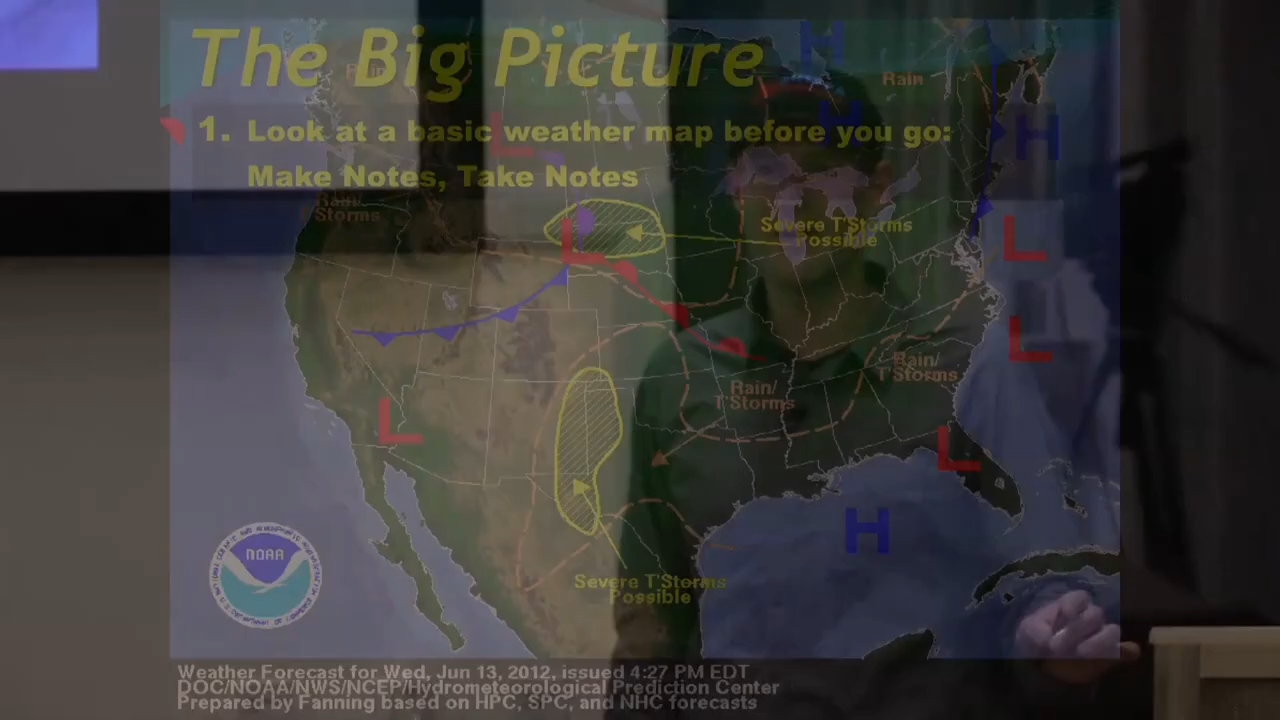 The Big Picture
1. Look at a basic weather map before you go:
Make Notes, Take Notes
H
Rain
H
H
L
Rain/
T'Storms
Severe T'Storms
Possible
L
L
L
Rain/
T'Storms
Rain/
T'Storms
L
L
H
NOAA
Severe T'Storms
Possible
Weather Forecast for Wed, Jun 13, 2012, issued 4:27 PM EDT
DOC/NOAA/NWS/NCEP/Hydrometeorological Prediction Center
Prepared by Fanning based on HPC, SPC, and NHC forecasts